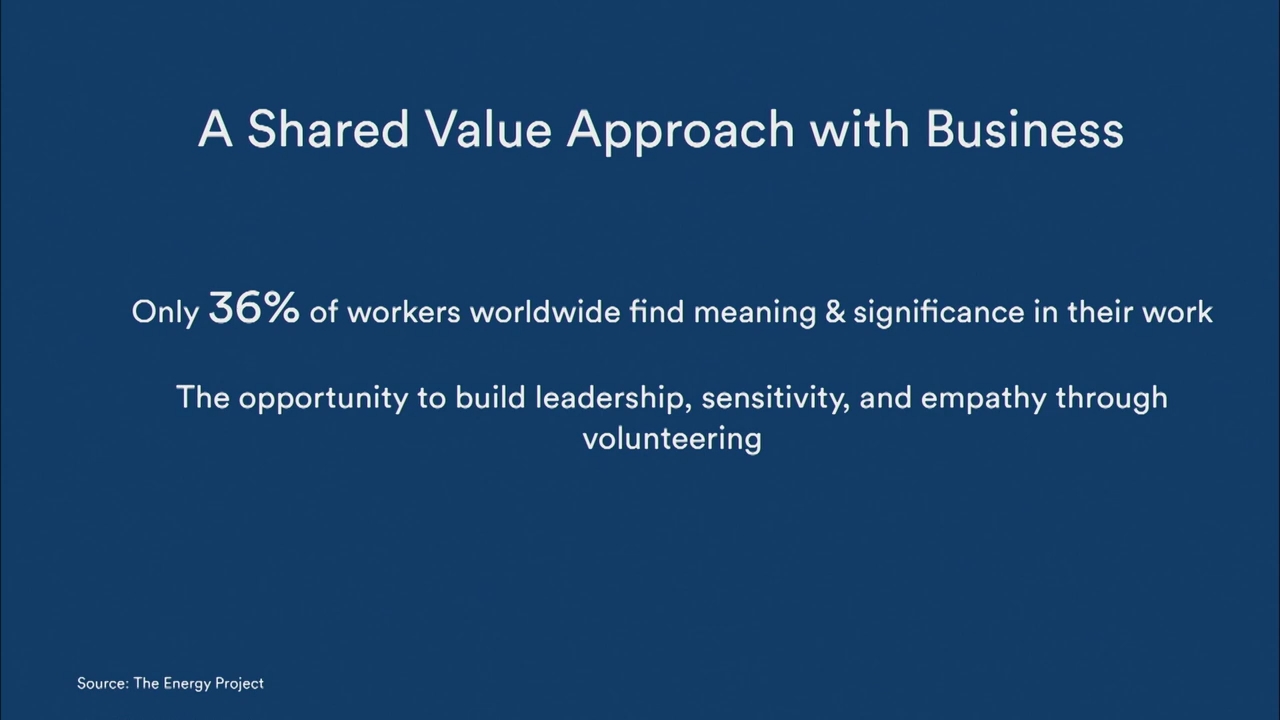 A Shared Value Approach with Business
Only 36% of workers worldwide find meaning & significance in their work
The opportunity to build leadership, sensitivity, and empathy through
volunteering
Source: The Energy Project